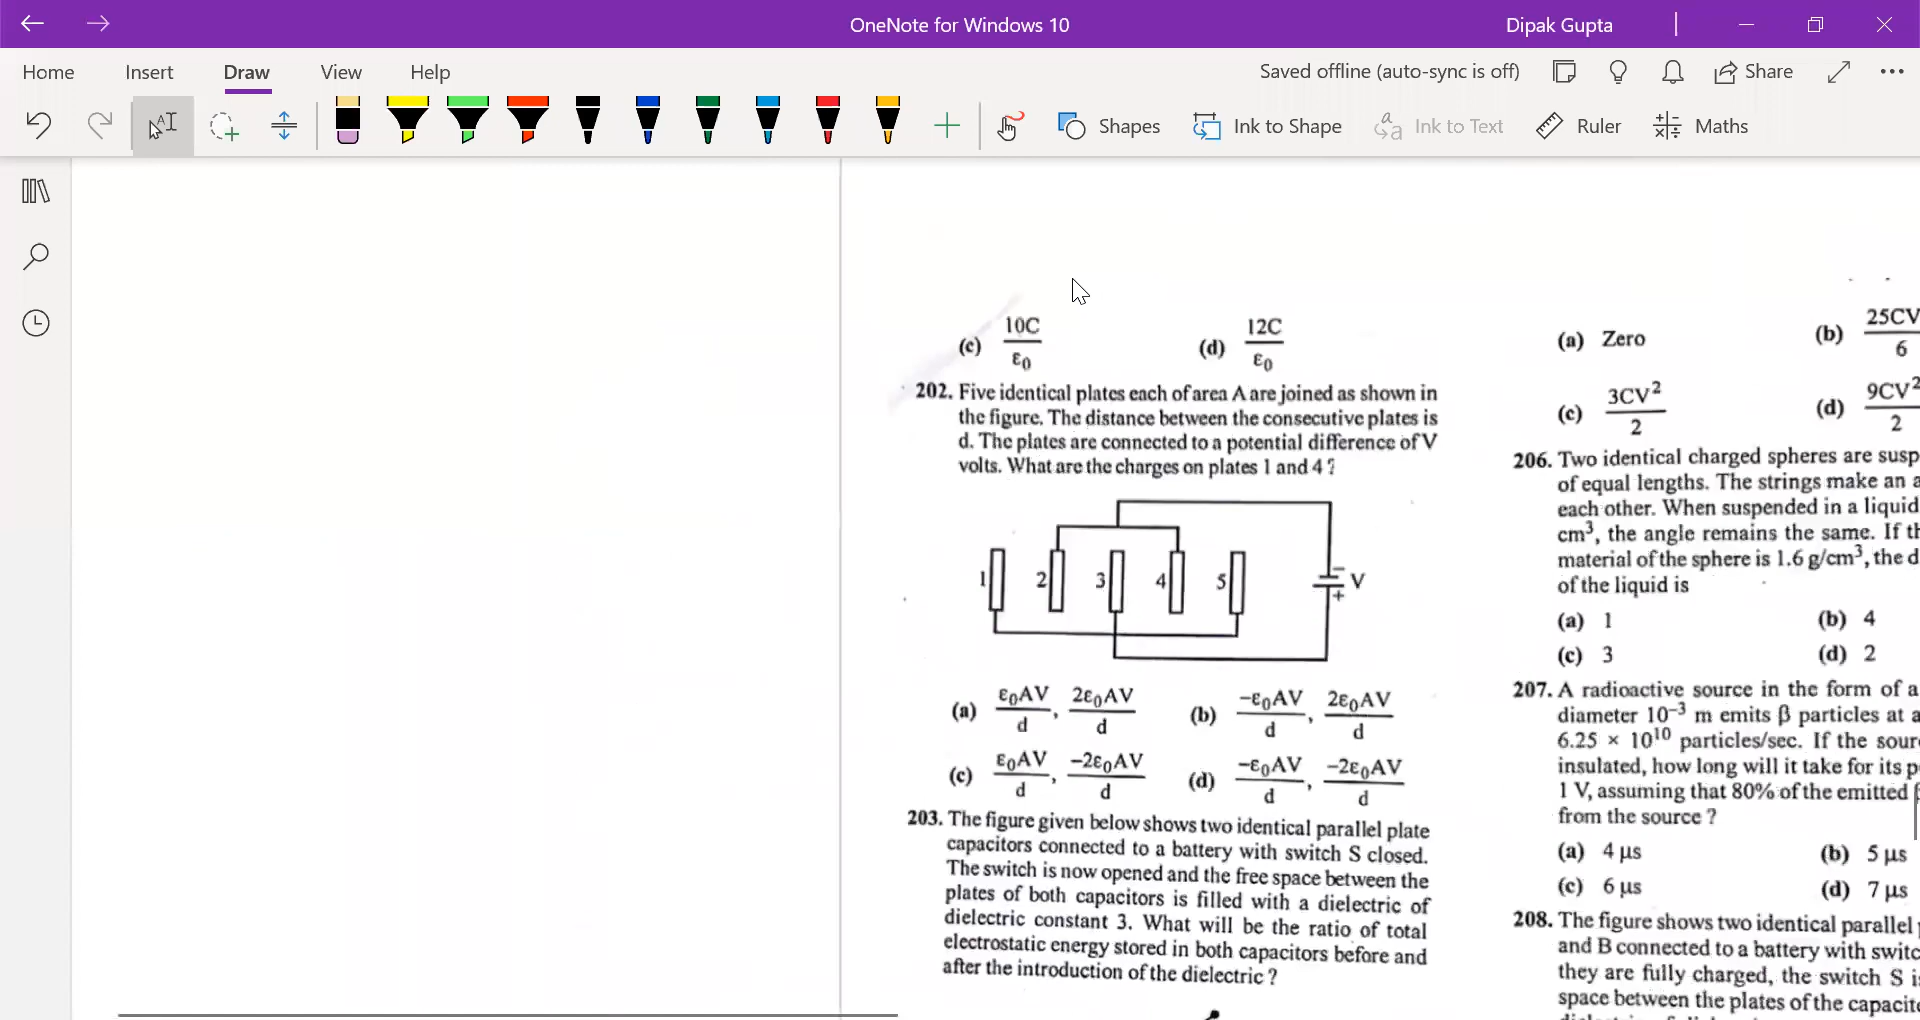 OneNote for Windows 10
Dipak Gupta
Home Insert Draw View Help
Saved offline (auto-sync is off)
Share
Shapes
Ink to Shape
Ink to Text
Ruler
Maths
(c) 10C/ε0 (d) 12C/ε0
202. Five identical plates each of area A are joined as shown in
the figure. The distance between the consecutive plates is
d. The plates are connected to a potential difference of V
volts. What are the charges on plates 1 and 4 ?
1 2 3 4 5
− V
+
(a) ε0AV/d, 2ε0AV/d (b) −ε0AV/d, 2ε0AV/d
(c) ε0AV/d, −2ε0AV/d (d) −ε0AV/d, −2ε0AV/d
203. The figure given below shows two identical parallel plate
capacitors connected to a battery with switch S closed.
The switch is now opened and the free space between the
plates of both capacitors is filled with a dielectric of
dielectric constant 3. What will be the ratio of total
electrostatic energy stored in both capacitors before and
after the introduction of the dielectric ?
(a) Zero (b) 25CV/6
(c) 3CV²/2 (d) 9CV²/2
206. Two identical charged spheres are susp
of equal lengths. The strings make an a
each other. When suspended in a liquid
cm³, the angle remains the same. If th
material of the sphere is 1.6 g/cm³, the d
of the liquid is
(a) 1 (b) 4
(c) 3 (d) 2
207. A radioactive source in the form of a
diameter 10⁻³ m emits β particles at a
6.25 × 10¹⁰ particles/sec. If the sour
insulated, how long will it take for its p
1 V, assuming that 80% of the emitted
from the source ?
(a) 4 μs (b) 5 μs
(c) 6 μs (d) 7 μs
208. The figure shows two identical parallel
and B connected to a battery with switc
they are fully charged, the switch S i
space between the plates of the capacit